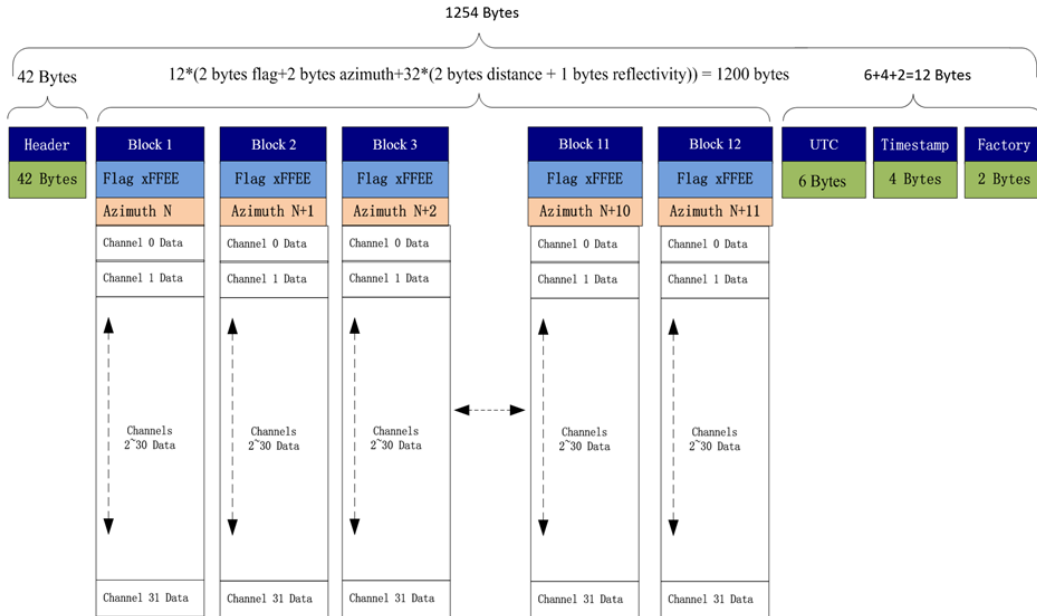 1254 Bytes
42 Bytes
12*(2 bytes flag+2 bytes azimuth+32*(2 bytes distance + 1 bytes reflectivity)) = 1200 bytes
6+4+2=12 Bytes
Header
Block 1
Block 2
Block 3
Block 11
Block 12
UTC
Timestamp
Factory
42 Bytes
Flag xFFEE
Flag xFFEE
Flag xFFEE
Flag xFFEE
Flag xFFEE
6 Bytes
4 Bytes
2 Bytes
Azimuth N
Azimuth N+1
Azimuth N+2
Azimuth N+10
Azimuth N+11
Channel 0 Data
Channel 0 Data
Channel 0 Data
Channel 0 Data
Channel 0 Data
Channel 1 Data
Channel 1 Data
Channel 1 Data
Channel 1 Data
Channel 1 Data
Channels
2~30 Data
Channels
2~30 Data
Channels
2~30 Data
Channels
2~30 Data
Channels
2~30 Data
Channel 31 Data
Channel 31 Data
Channel 31 Data
Channel 31 Data
Channel 31 Data